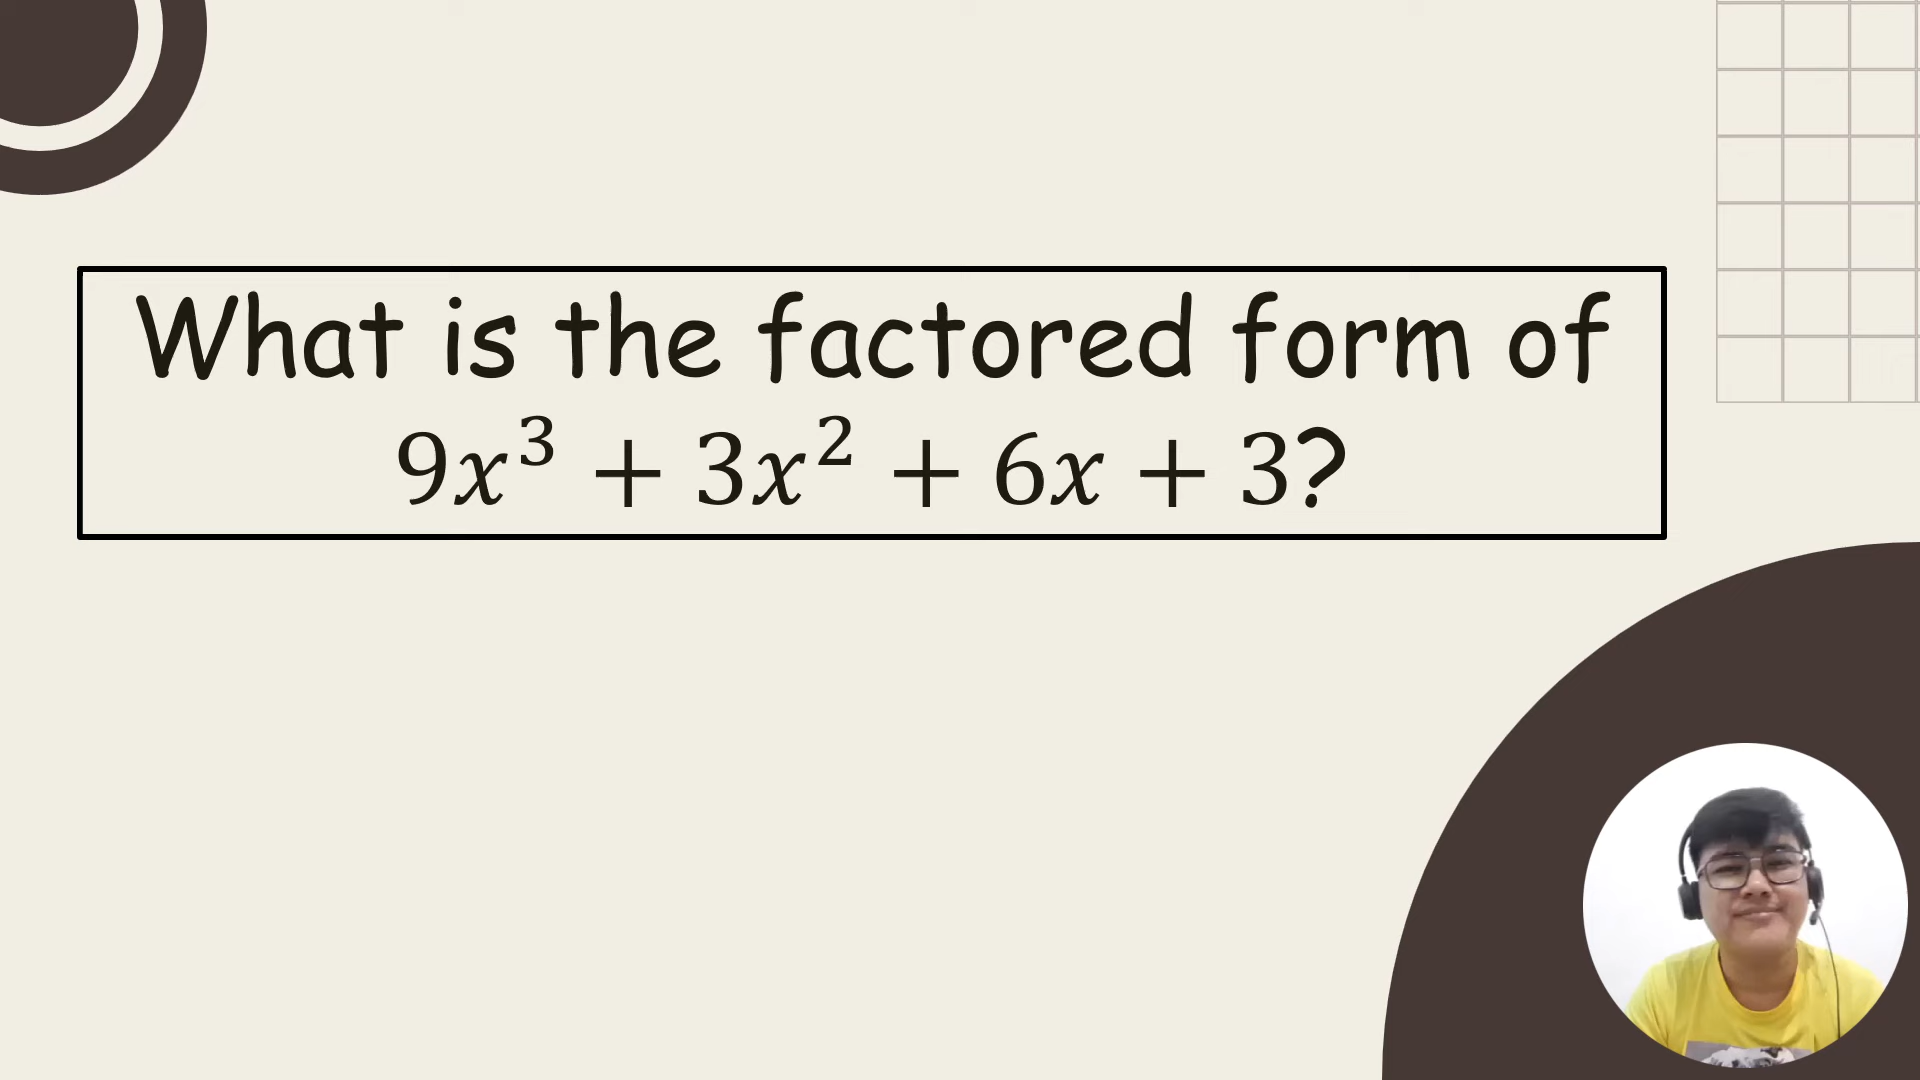 What is the factored form of
9x³ + 3x² + 6x + 3?